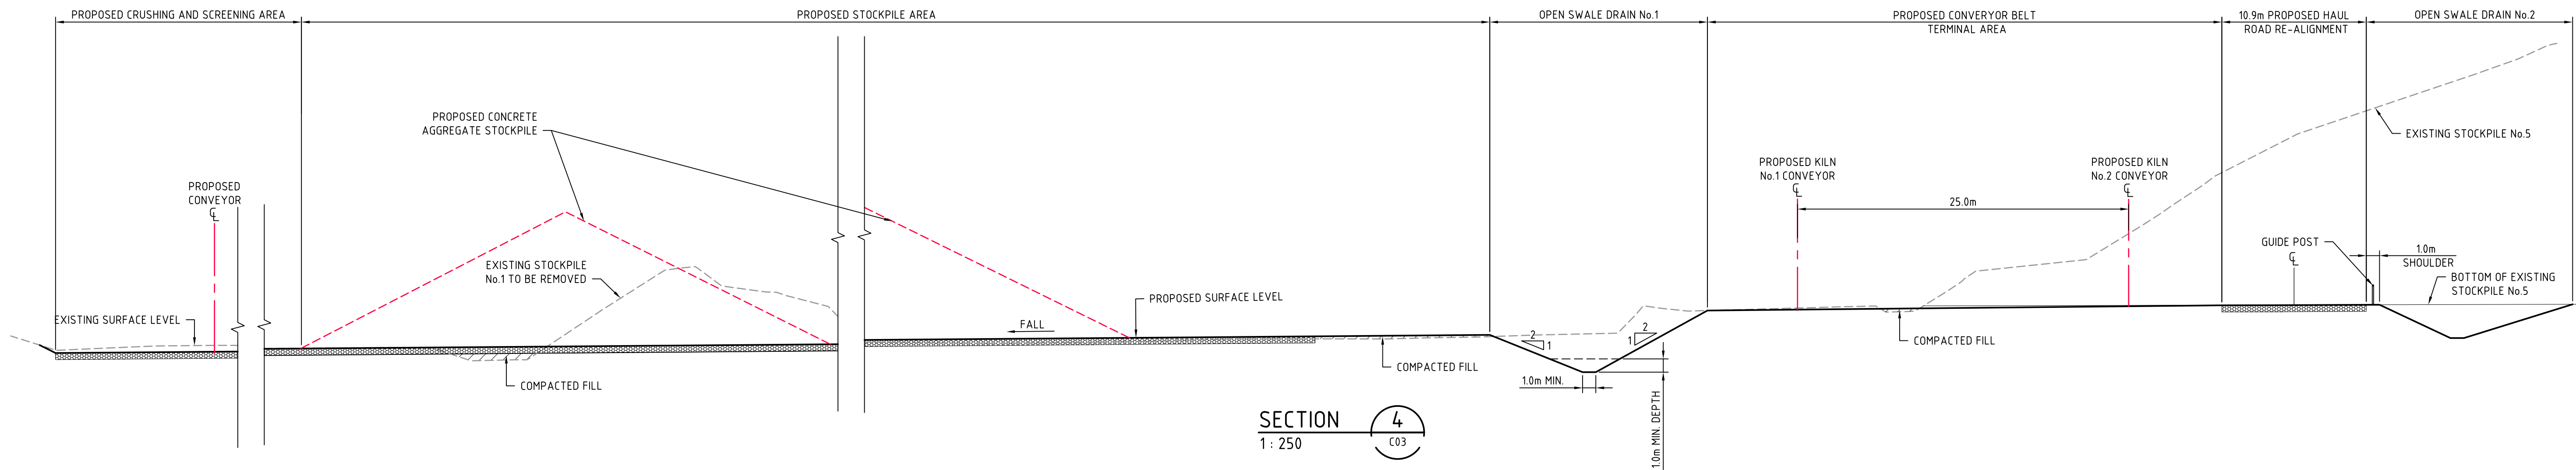 PROPOSED CRUSHING AND SCREENING AREA
PROPOSED STOCKPILE AREA
OPEN SWALE DRAIN No.1
PROPOSED CONVERYOR BELT
TERMINAL AREA
10.9m PROPOSED HAUL
ROAD RE-ALIGNMENT
OPEN SWALE DRAIN No.2
PROPOSED CONCRETE
AGGREGATE STOCKPILE
EXISTING STOCKPILE No.5
PROPOSED KILN
No.1 CONVEYOR
℄
PROPOSED KILN
No.2 CONVEYOR
℄
PROPOSED
CONVEYOR
℄
25.0m
GUIDE POST
℄
1.0m
SHOULDER
EXISTING STOCKPILE
No.1 TO BE REMOVED
BOTTOM OF EXISTING
STOCKPILE No.5
PROPOSED SURFACE LEVEL
EXISTING SURFACE LEVEL
FALL
2
1
2
1
COMPACTED FILL
COMPACTED FILL
COMPACTED FILL
1.0m MIN.
1.0m MIN. DEPTH
SECTION
4
1 : 250
C03